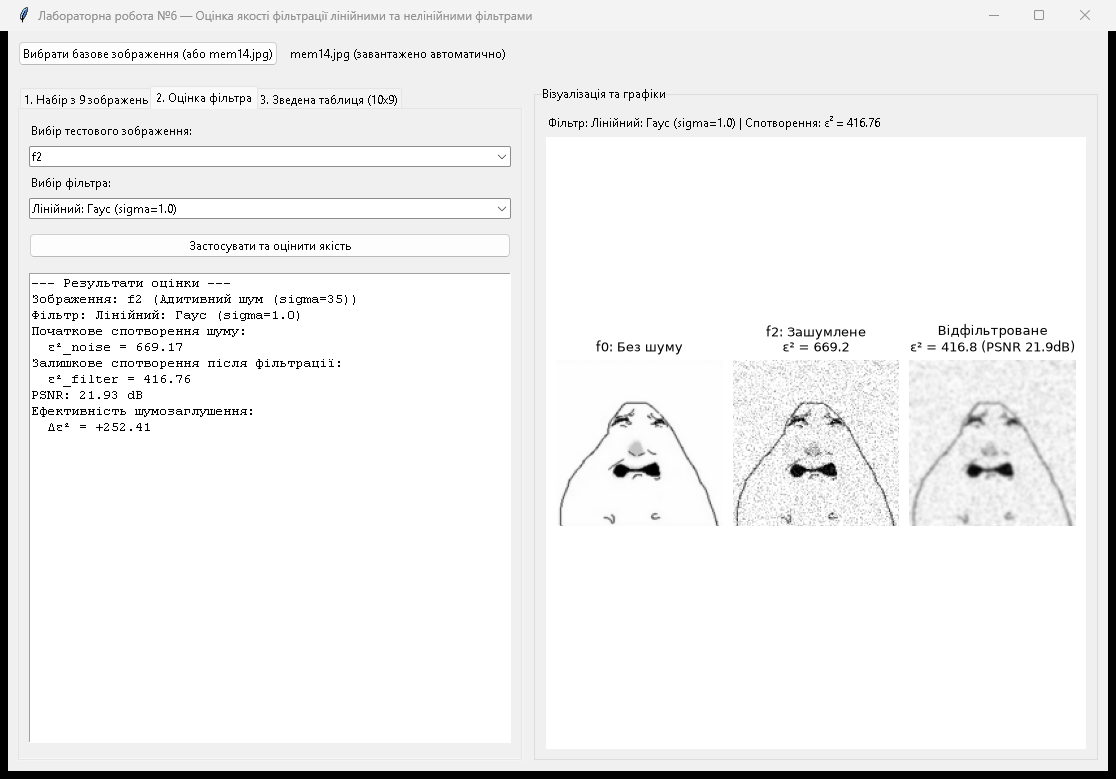 Лабораторна робота №6 — Оцінка якості фільтрації лінійними та нелінійними фільтрами
Вибрати базове зображення (або mem14.jpg)
mem14.jpg (завантажено автоматично)
1. Набір з 9 зображень
2. Оцінка фільтра
3. Зведена таблиця (10x9)
Вибір тестового зображення:
f2
Вибір фільтра:
Лінійний: Гаус (sigma=1.0)
Застосувати та оцінити якість
--- Результати оцінки ---
Зображення: f2 (Адитивний шум (sigma=35))
Фільтр: Лінійний: Гаус (sigma=1.0)
Початкове спотворення шуму:
ε²_noise = 669.17
Залишкове спотворення після фільтрації:
ε²_filter = 416.76
PSNR: 21.93 dB
Ефективність шумозаглушення:
Δε² = +252.41
Візуалізація та графіки
Фільтр: Лінійний: Гаус (sigma=1.0) | Спотворення: ε² = 416.76
f0: Без шуму
f2: Зашумлене
ε² = 669.2
Відфільтроване
ε² = 416.8 (PSNR 21.9dB)